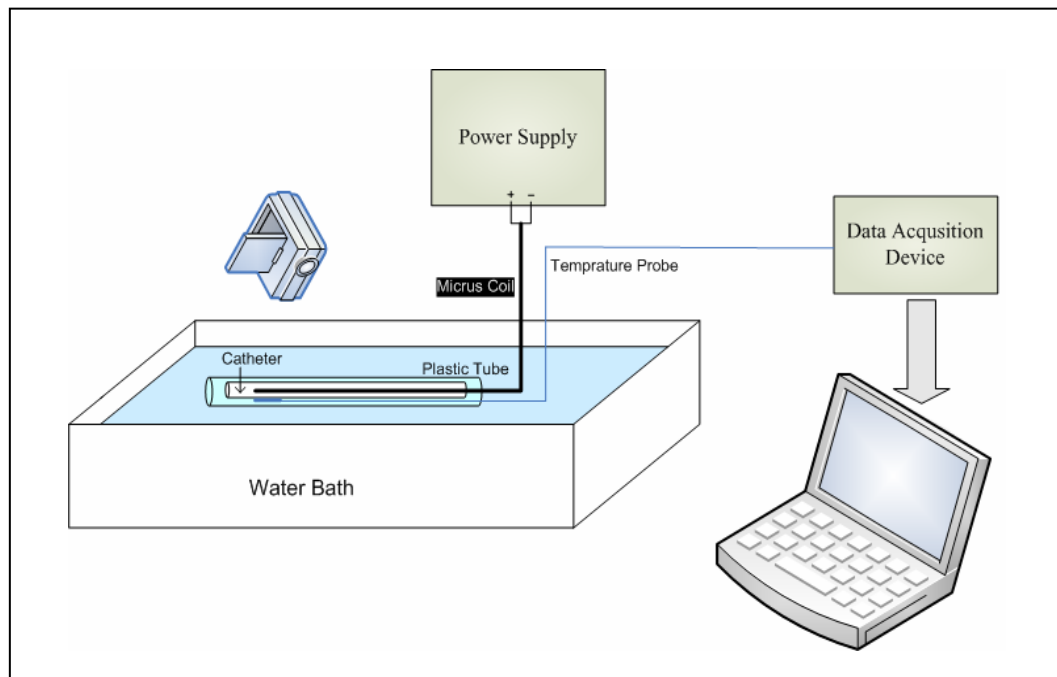 Power Supply
+ −
Data Acqusition
Device
Temprature Probe
Micrus Coil
Catheter
Plastic Tube
Water Bath